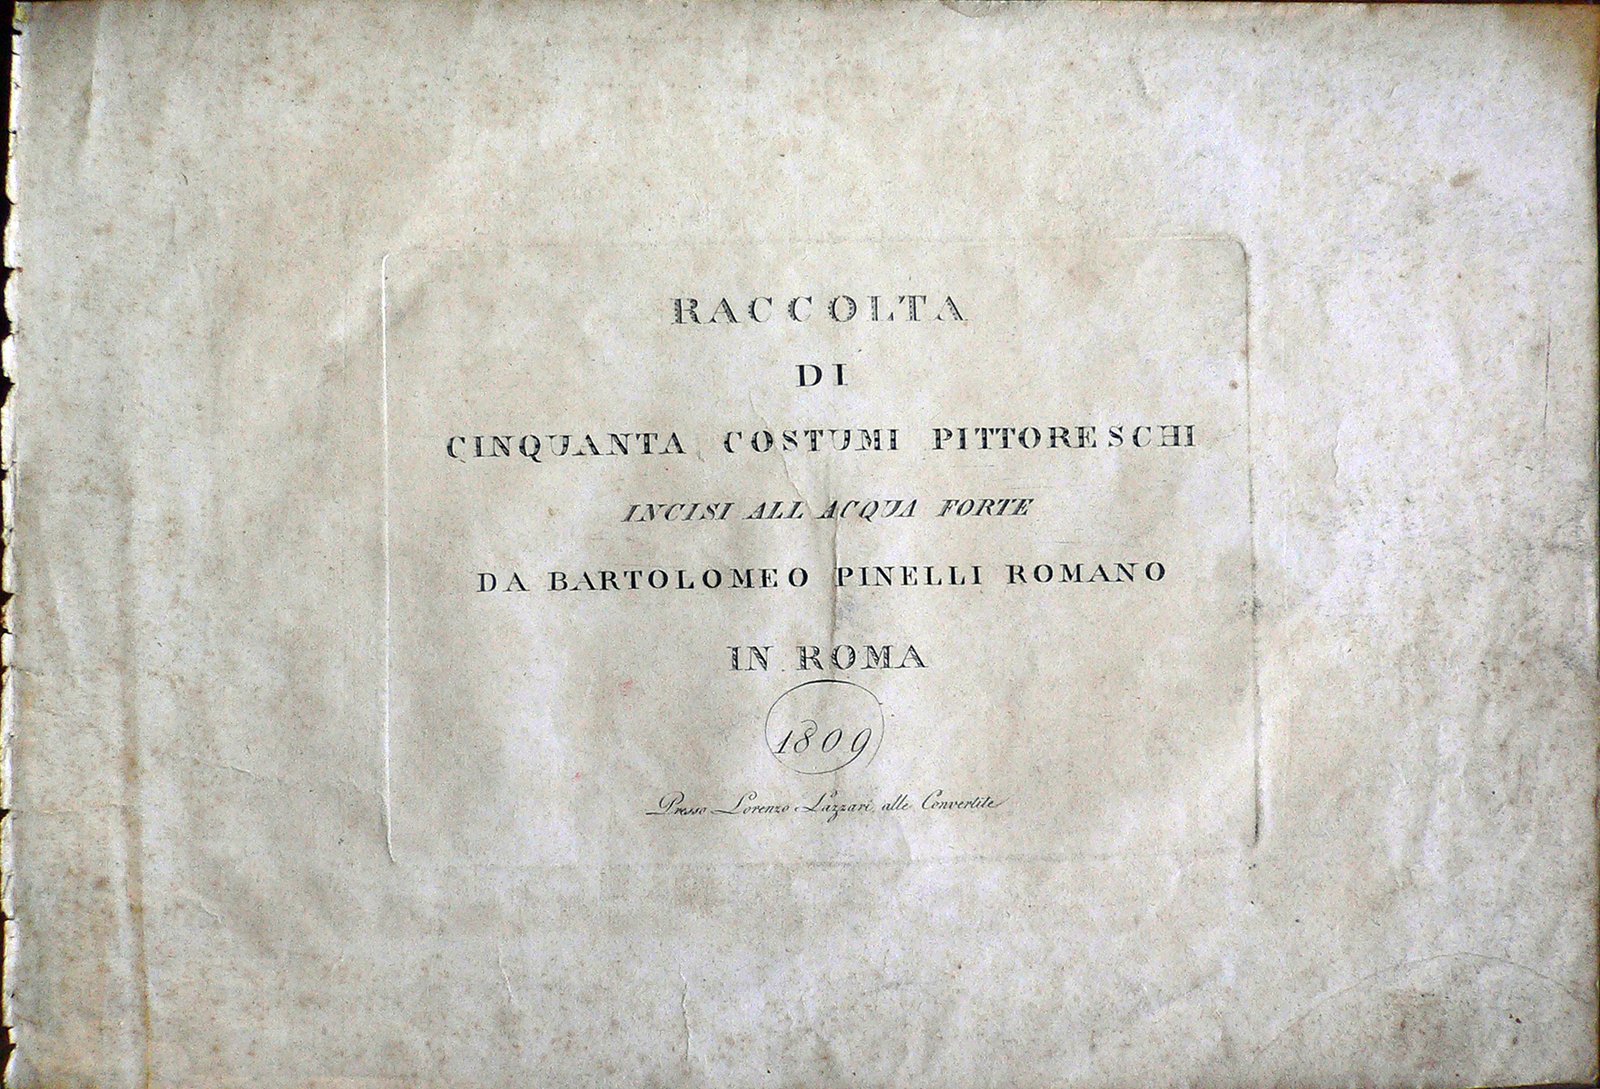 RACCOLTA
DI
CINQUANTA COSTUMI PITTORESCHI
INCISI ALL ACQUA FORTE
DA BARTOLOMEO PINELLI ROMANO
IN ROMA
1809
Presso Lorenzo Lazzari, alle Convertite